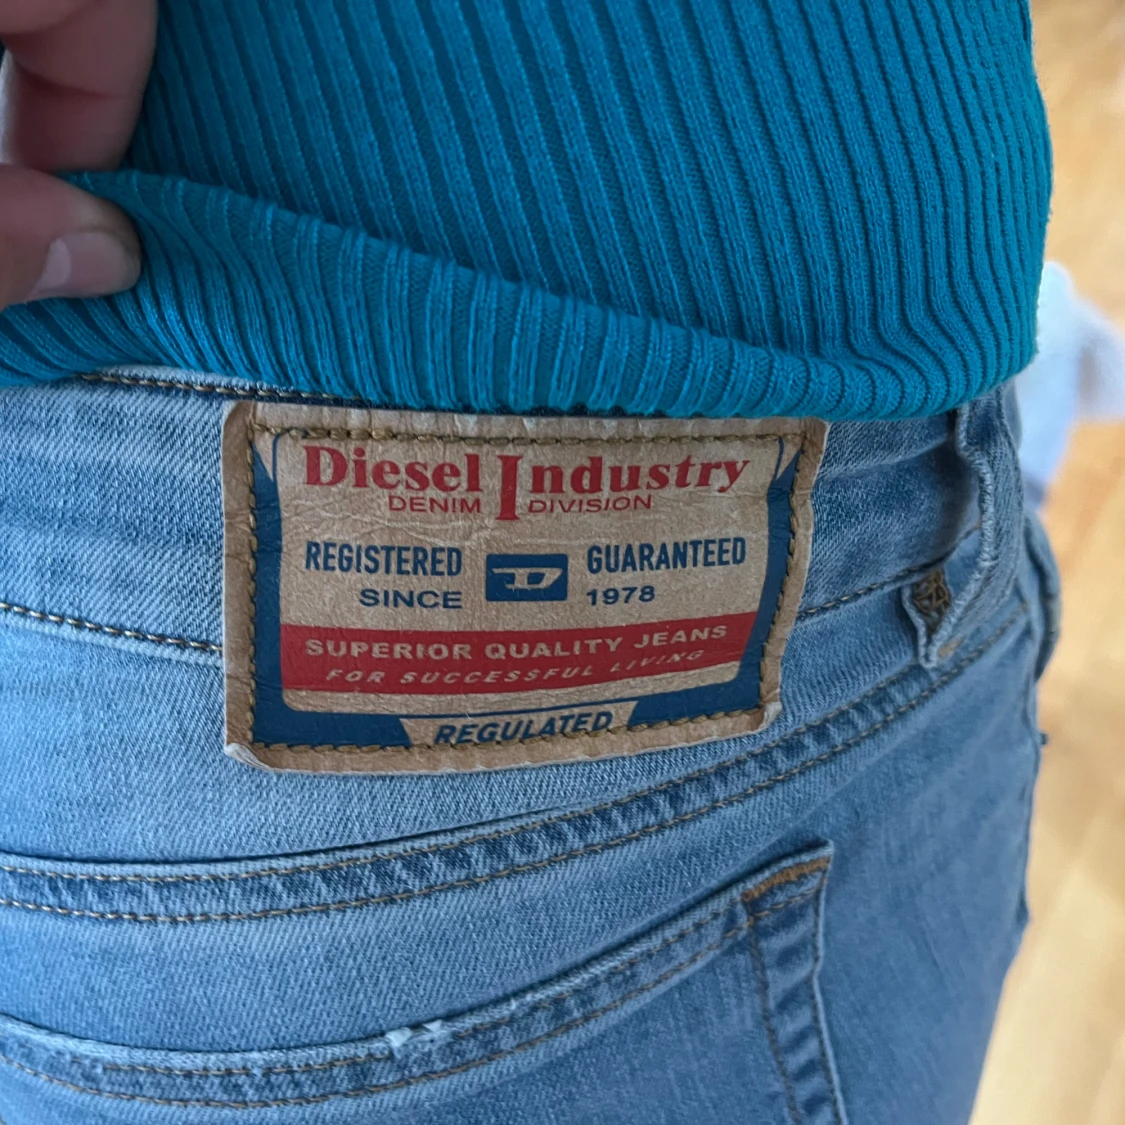 Diesel Industry
DENIM DIVISION
REGISTERED D GUARANTEED
SINCE 1978
SUPERIOR QUALITY JEANS
FOR SUCCESSFUL LIVING
REGULATED